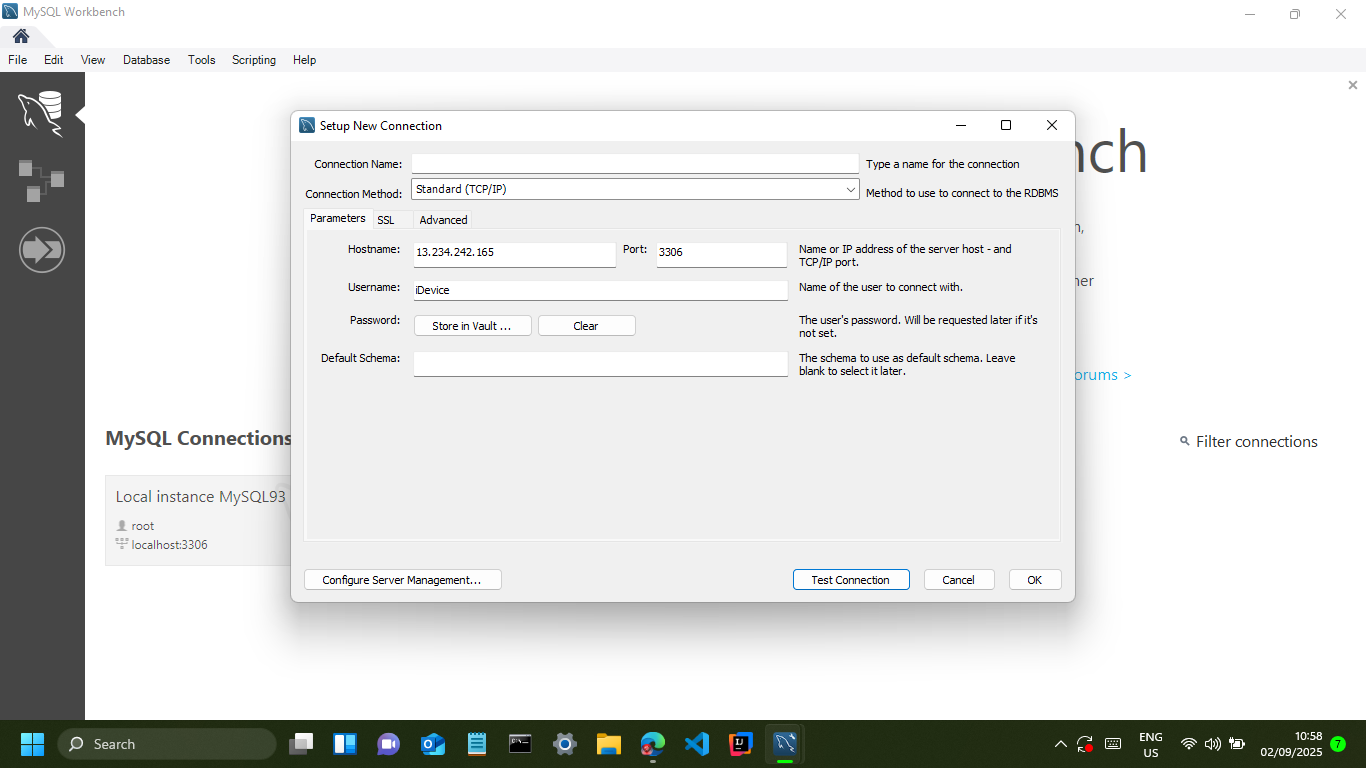 MySQL Workbench
File Edit View Database Tools Scripting Help
Setup New Connection
nch
Connection Name: Type a name for the connection
Connection Method: Standard (TCP/IP) Method to use to connect to the RDBMS
Parameters SSL Advanced
Hostname: 13.234.242.165 Port: 3306 Name or IP address of the server host - and
TCP/IP port.
Username: iDevice Name of the user to connect with.
Password: Store in Vault ... Clear The user's password. Will be requested later if it's
not set.
Default Schema: The schema to use as default schema. Leave
blank to select it later.
n,
her
orums >
MySQL Connections
Filter connections
Local instance MySQL93
root
localhost:3306
Configure Server Management... Test Connection Cancel OK
Search
ENG
US
10:58
02/09/2025
7